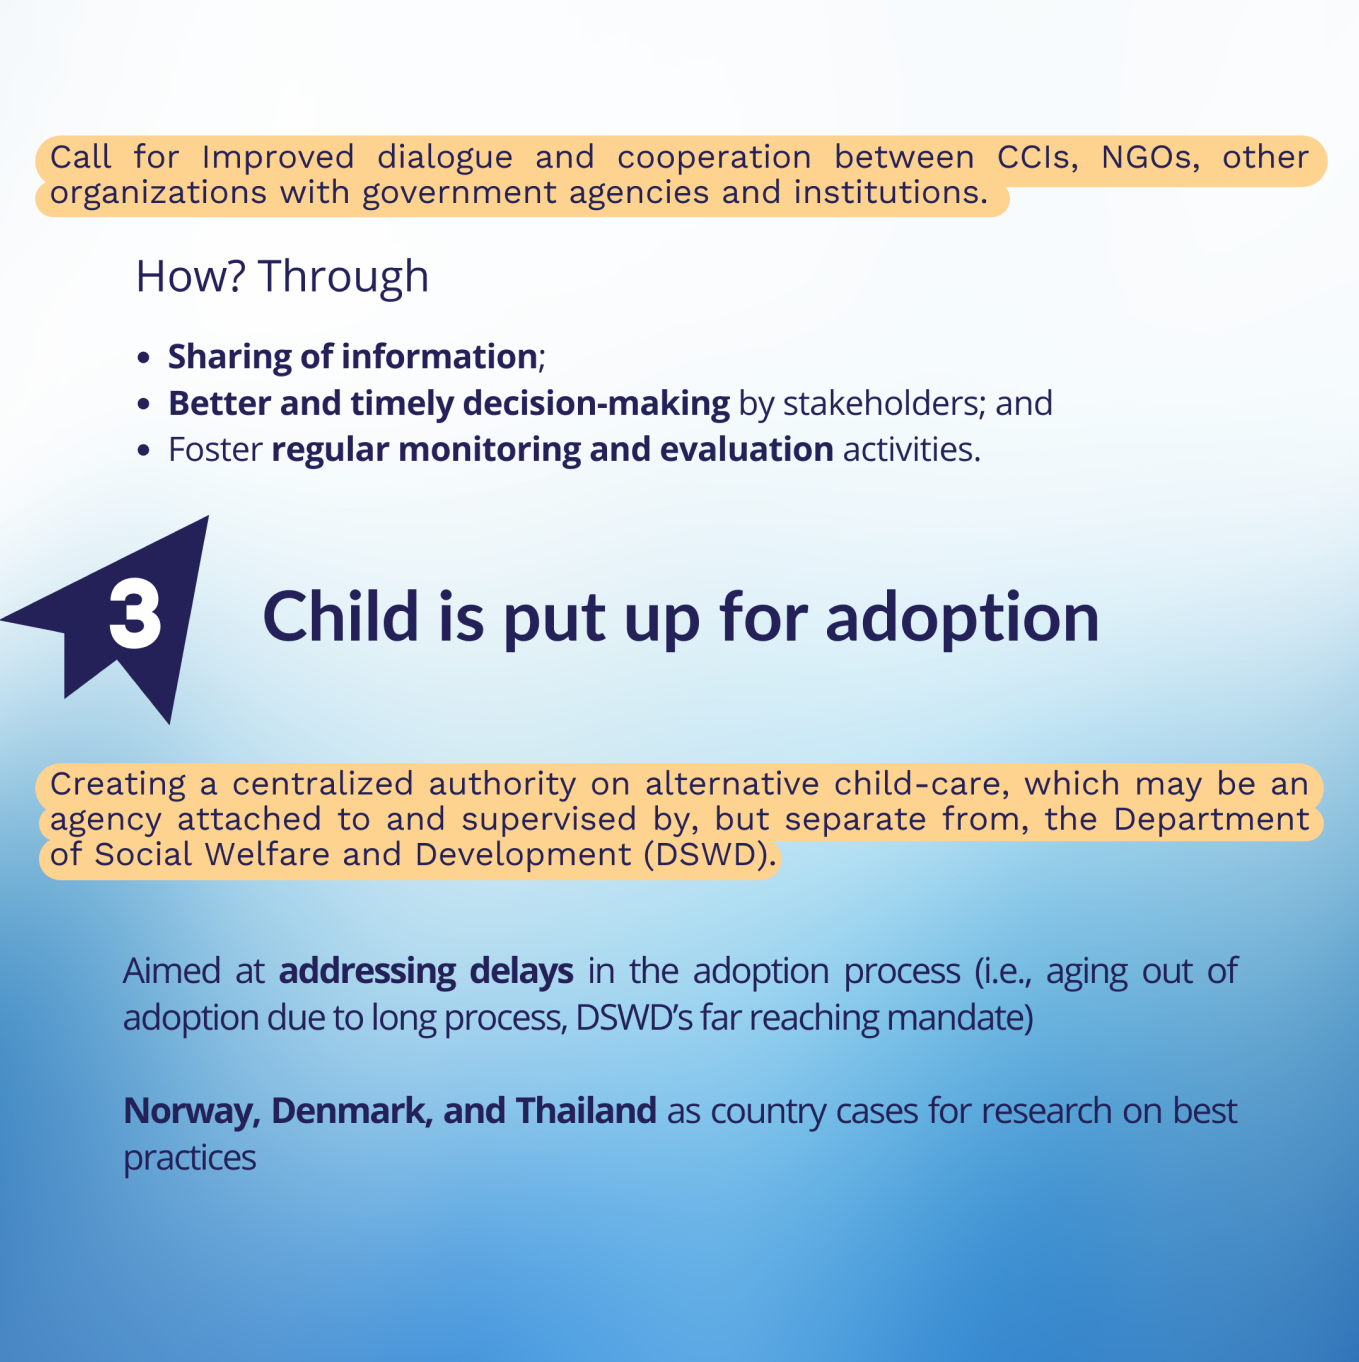 Call for Improved dialogue and cooperation between CCIs, NGOs, other
organizations with government agencies and institutions.
How? Through
• Sharing of information;
• Better and timely decision-making by stakeholders; and
• Foster regular monitoring and evaluation activities.
3
Child is put up for adoption
Creating a centralized authority on alternative child-care, which may be an
agency attached to and supervised by, but separate from, the Department
of Social Welfare and Development (DSWD).
Aimed at addressing delays in the adoption process (i.e., aging out of
adoption due to long process, DSWD’s far reaching mandate)
Norway, Denmark, and Thailand as country cases for research on best
practices